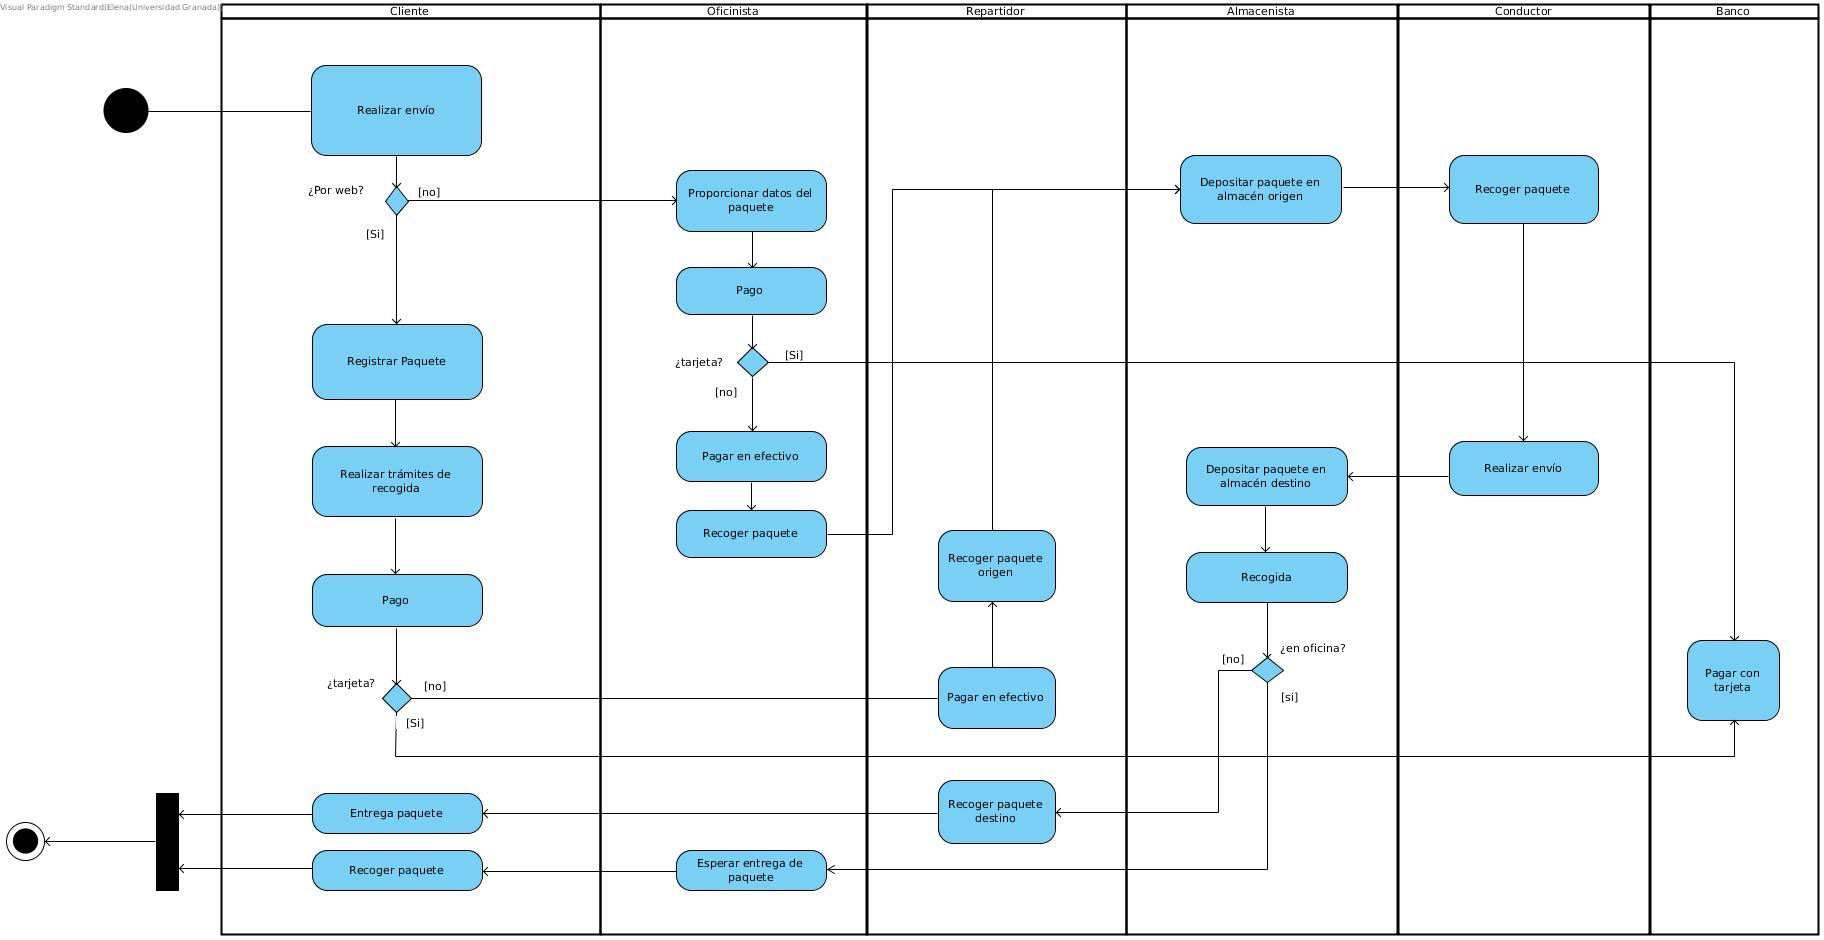 Visual Paradigm Standard(Elena(Universidad Granada)
Cliente
Oficinista
Repartidor
Almacenista
Conductor
Banco
Realizar envío
¿Por web?
[no]
[Si]
Registrar Paquete
Realizar trámites de
recogida
Pago
¿tarjeta?
[no]
[Si]
Entrega paquete
Recoger paquete
Proporcionar datos del
paquete
Pago
¿tarjeta?
[Si]
[no]
Pagar en efectivo
Recoger paquete
Esperar entrega de
paquete
Recoger paquete
origen
Pagar en efectivo
Recoger paquete
destino
Depositar paquete en
almacén origen
Depositar paquete en
almacén destino
Recogida
¿en oficina?
[no]
[si]
Recoger paquete
Realizar envío
Pagar con
tarjeta